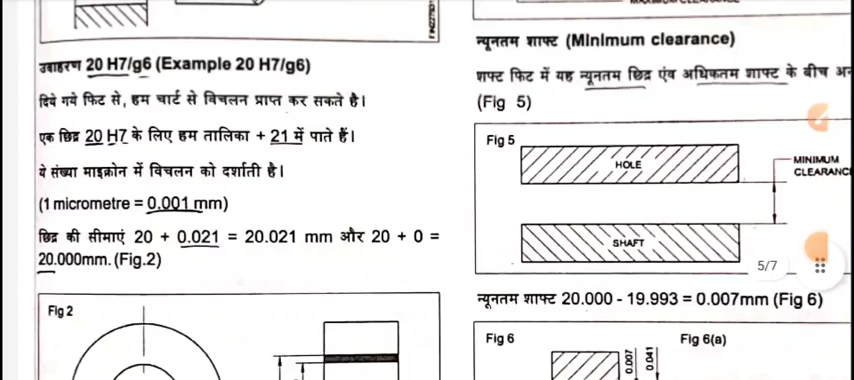 उदाहरण 20 H7/g6 (Example 20 H7/g6)
दिये गये फिट से, हम चार्ट से विचलन प्राप्त कर सकते है।
एक छिद्र 20 H7 के लिए हम तालिका + 21 में पाते हैं।
ये संख्या माइक्रोन में विचलन को दर्शाती है।
(1 micrometre = 0.001 mm)
छिद्र की सीमाएं 20 + 0.021 = 20.021 mm और 20 + 0 =
20.000mm. (Fig.2)
Fig 2
न्यूनतम शाफ्ट (Minimum clearance)
शाफ्ट फिट में यह न्यूनतम छिद्र एंव अधिकतम शाफ्ट के बीच
(Fig 5)
Fig 5
HOLE
MINIMUM
CLEARANC
SHAFT
5/7
न्यूनतम शाफ्ट 20.000 - 19.993 = 0.007mm (Fig 6)
Fig 6
Fig 6(a)
0.007
0.041